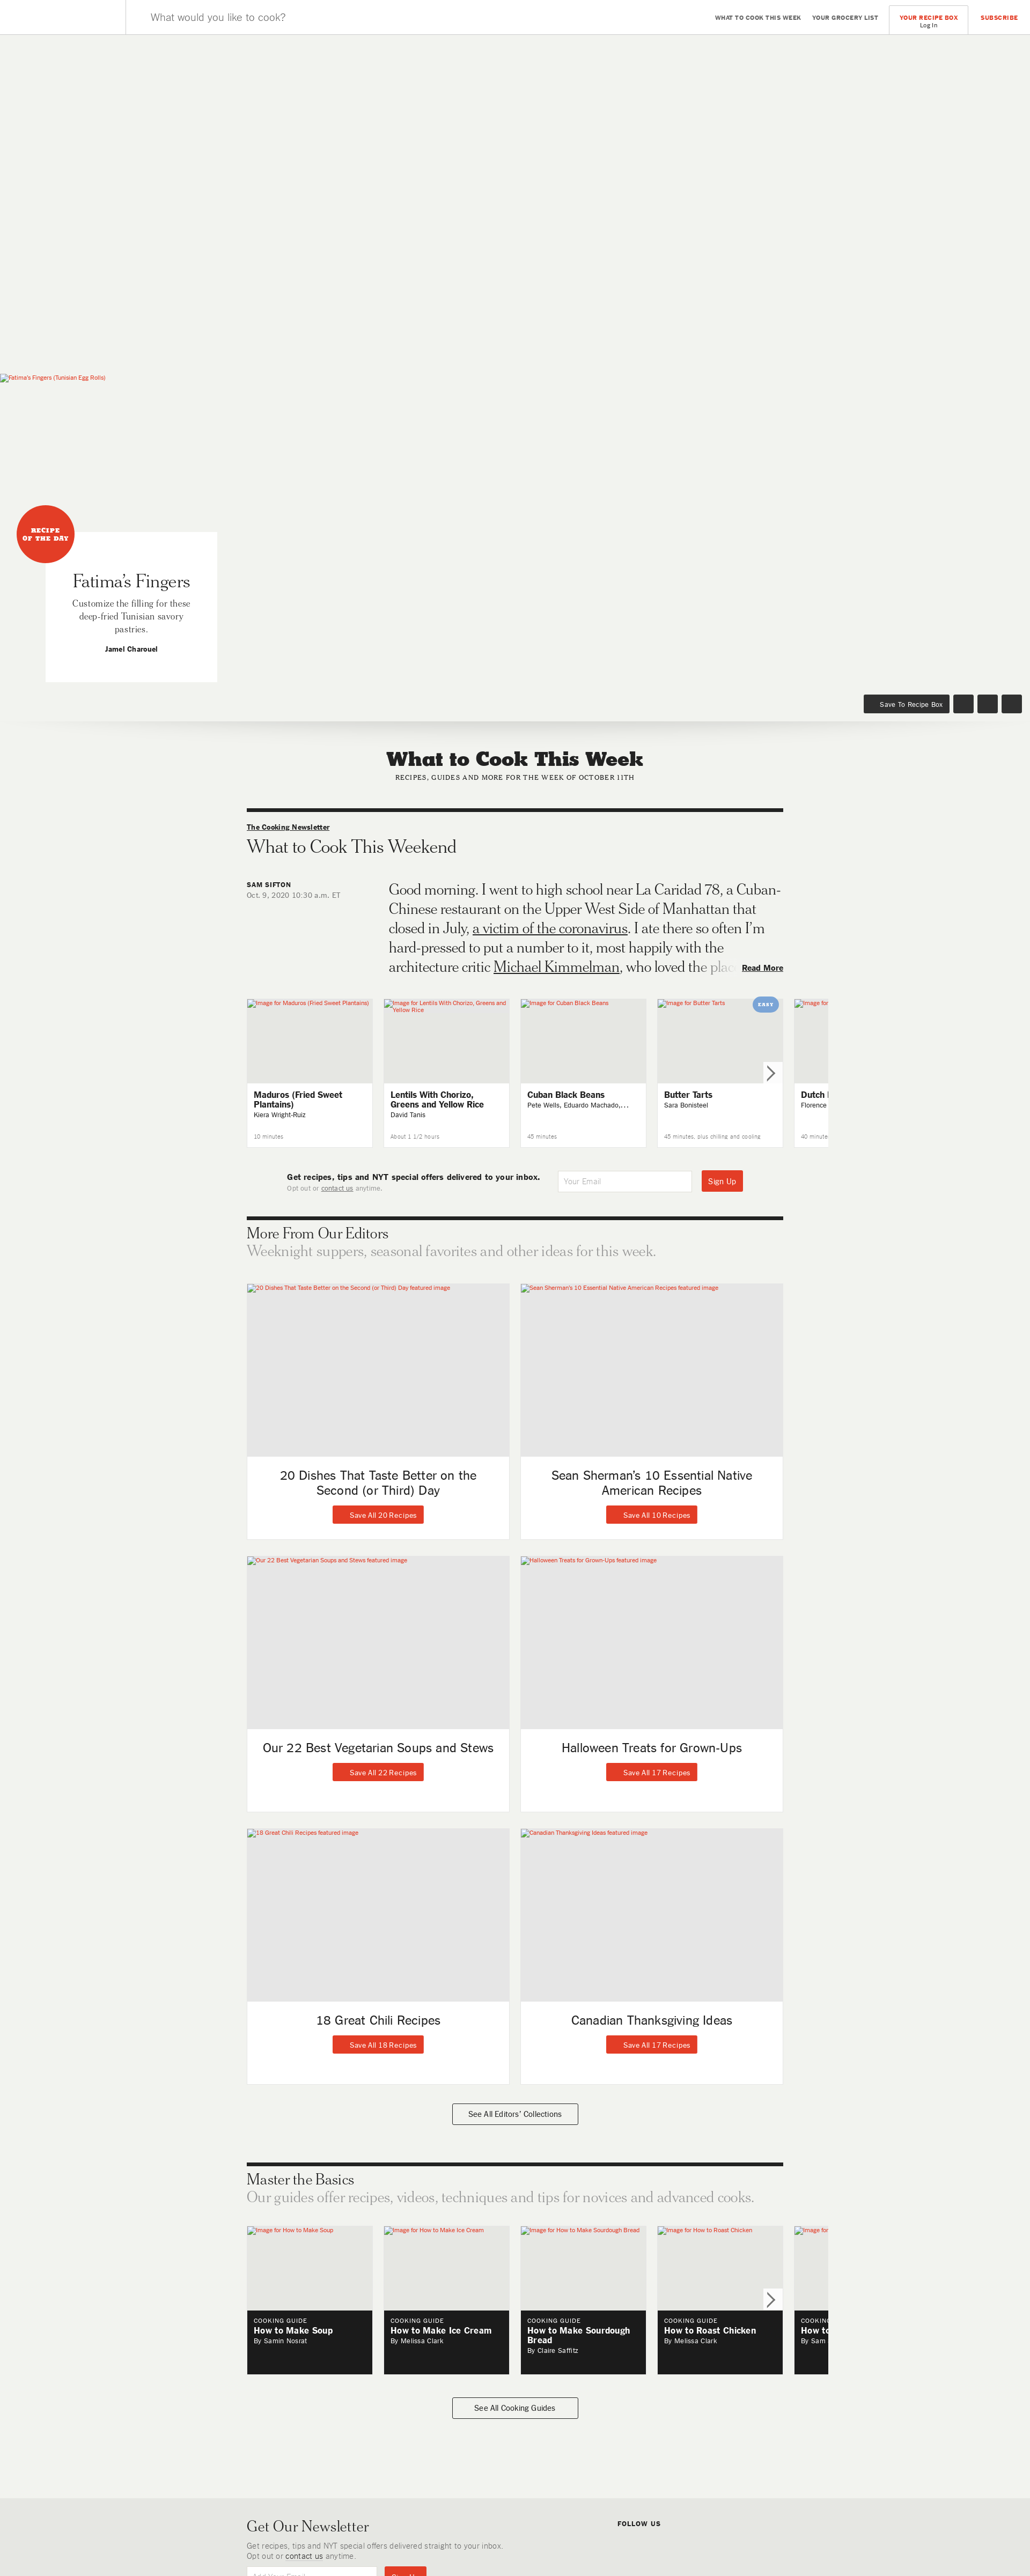 What would you like to cook?
WHAT TO COOK THIS WEEK
YOUR GROCERY LIST
YOUR RECIPE BOX
Log In
SUBSCRIBE
Fatima's Fingers (Tunisian Egg Rolls)
RECIPE
OF THE DAY
Fatima’s Fingers
Customize the filling for these
deep-fried Tunisian savory
pastries.
Jamel Charouel
Save To Recipe Box
What to Cook This Week
RECIPES, GUIDES AND MORE FOR THE WEEK OF OCTOBER 11TH
The Cooking Newsletter
What to Cook This Weekend
SAM SIFTON
Oct. 9, 2020 10:30 a.m. ET
Good morning. I went to high school near La Caridad 78, a Cuban-
Chinese restaurant on the Upper West Side of Manhattan that
closed in July, a victim of the coronavirus. I ate there so often I’m
hard-pressed to put a number to it, most happily with the
architecture critic Michael Kimmelman, who loved the place
Read More
Image for Maduros (Fried Sweet Plantains)
Maduros (Fried Sweet
Plantains)
Kiera Wright-Ruiz
10 minutes
Image for Lentils With Chorizo, Greens and
Yellow Rice
Lentils With Chorizo,
Greens and Yellow Rice
David Tanis
About 1 1/2 hours
Image for Cuban Black Beans
Cuban Black Beans
Pete Wells, Eduardo Machado,…
45 minutes
Image for Butter Tarts
EASY
Butter Tarts
Sara Bonisteel
45 minutes, plus chilling and cooling
Image for
Dutch
Florence
40 minutes
Get recipes, tips and NYT special offers delivered to your inbox.
Opt out or contact us anytime.
Your Email
Sign Up
More From Our Editors
Weeknight suppers, seasonal favorites and other ideas for this week.
20 Dishes That Taste Better on the Second (or Third) Day featured image
20 Dishes That Taste Better on the
Second (or Third) Day
Save All 20 Recipes
Sean Sherman's 10 Essential Native American Recipes featured image
Sean Sherman’s 10 Essential Native
American Recipes
Save All 10 Recipes
Our 22 Best Vegetarian Soups and Stews featured image
Our 22 Best Vegetarian Soups and Stews
Save All 22 Recipes
Halloween Treats for Grown-Ups featured image
Halloween Treats for Grown-Ups
Save All 17 Recipes
18 Great Chili Recipes featured image
18 Great Chili Recipes
Save All 18 Recipes
Canadian Thanksgiving Ideas featured image
Canadian Thanksgiving Ideas
Save All 17 Recipes
See All Editors’ Collections
Master the Basics
Our guides offer recipes, videos, techniques and tips for novices and advanced cooks.
Image for How to Make Soup
COOKING GUIDE
How to Make Soup
By Samin Nosrat
Image for How to Make Ice Cream
COOKING GUIDE
How to Make Ice Cream
By Melissa Clark
Image for How to Make Sourdough Bread
COOKING GUIDE
How to Make Sourdough
Bread
By Claire Saffitz
Image for How to Roast Chicken
COOKING GUIDE
How to Roast Chicken
By Melissa Clark
Image for
COOKING
How to
By Sam
See All Cooking Guides
Get Our Newsletter
Get recipes, tips and NYT special offers delivered straight to your inbox.
Opt out or contact us anytime.
FOLLOW US